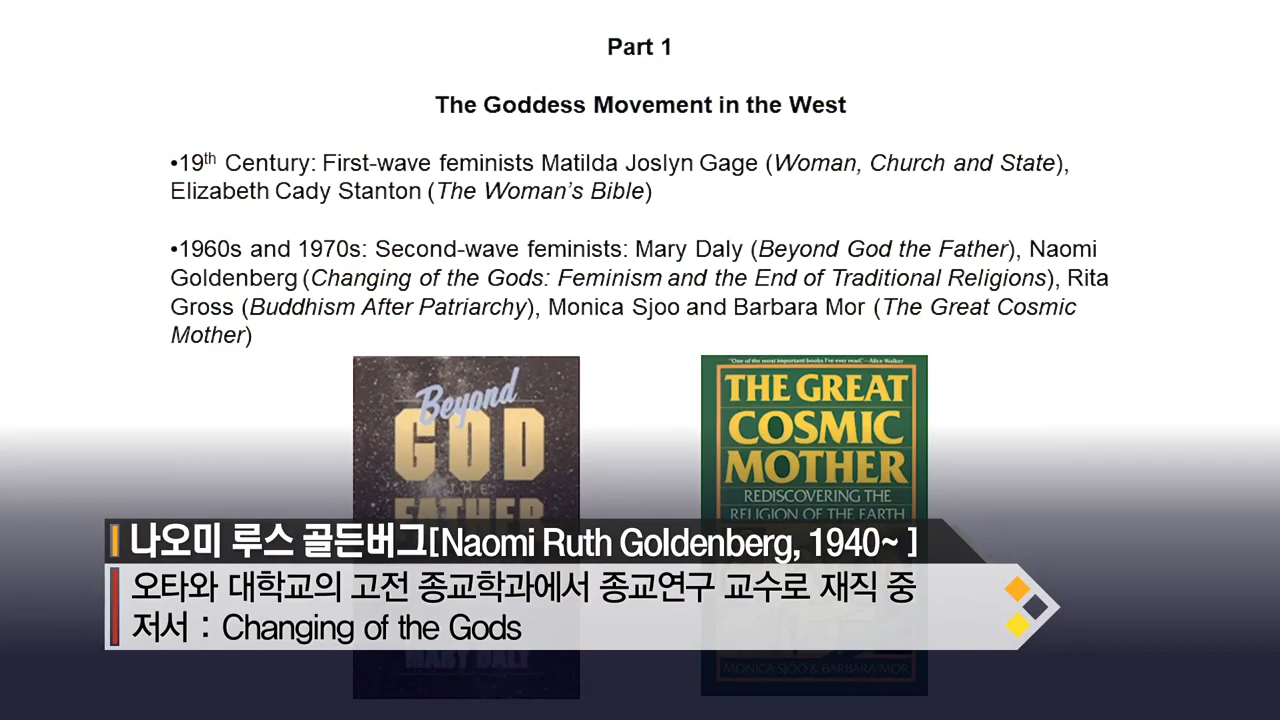 Part 1
The Goddess Movement in the West
•19th Century: First-wave feminists Matilda Joslyn Gage (Woman, Church and State),
Elizabeth Cady Stanton (The Woman's Bible)
•1960s and 1970s: Second-wave feminists: Mary Daly (Beyond God the Father), Naomi
Goldenberg (Changing of the Gods: Feminism and the End of Traditional Religions), Rita
Gross (Buddhism After Patriarchy), Monica Sjoo and Barbara Mor (The Great Cosmic
Mother)
Beyond
GOD
THE
FATHER
MARY DALY
"One of the most important books I've ever read."—Alice Walker
THE GREAT
COSMIC
MOTHER
REDISCOVERING THE
RELIGION OF THE EARTH
MONICA SJÖÖ & BARBARA MOR
나오미 루스 골든버그[Naomi Ruth Goldenberg, 1940~ ]
오타와 대학교의 고전 종교학과에서 종교연구 교수로 재직 중
저서 : Changing of the Gods